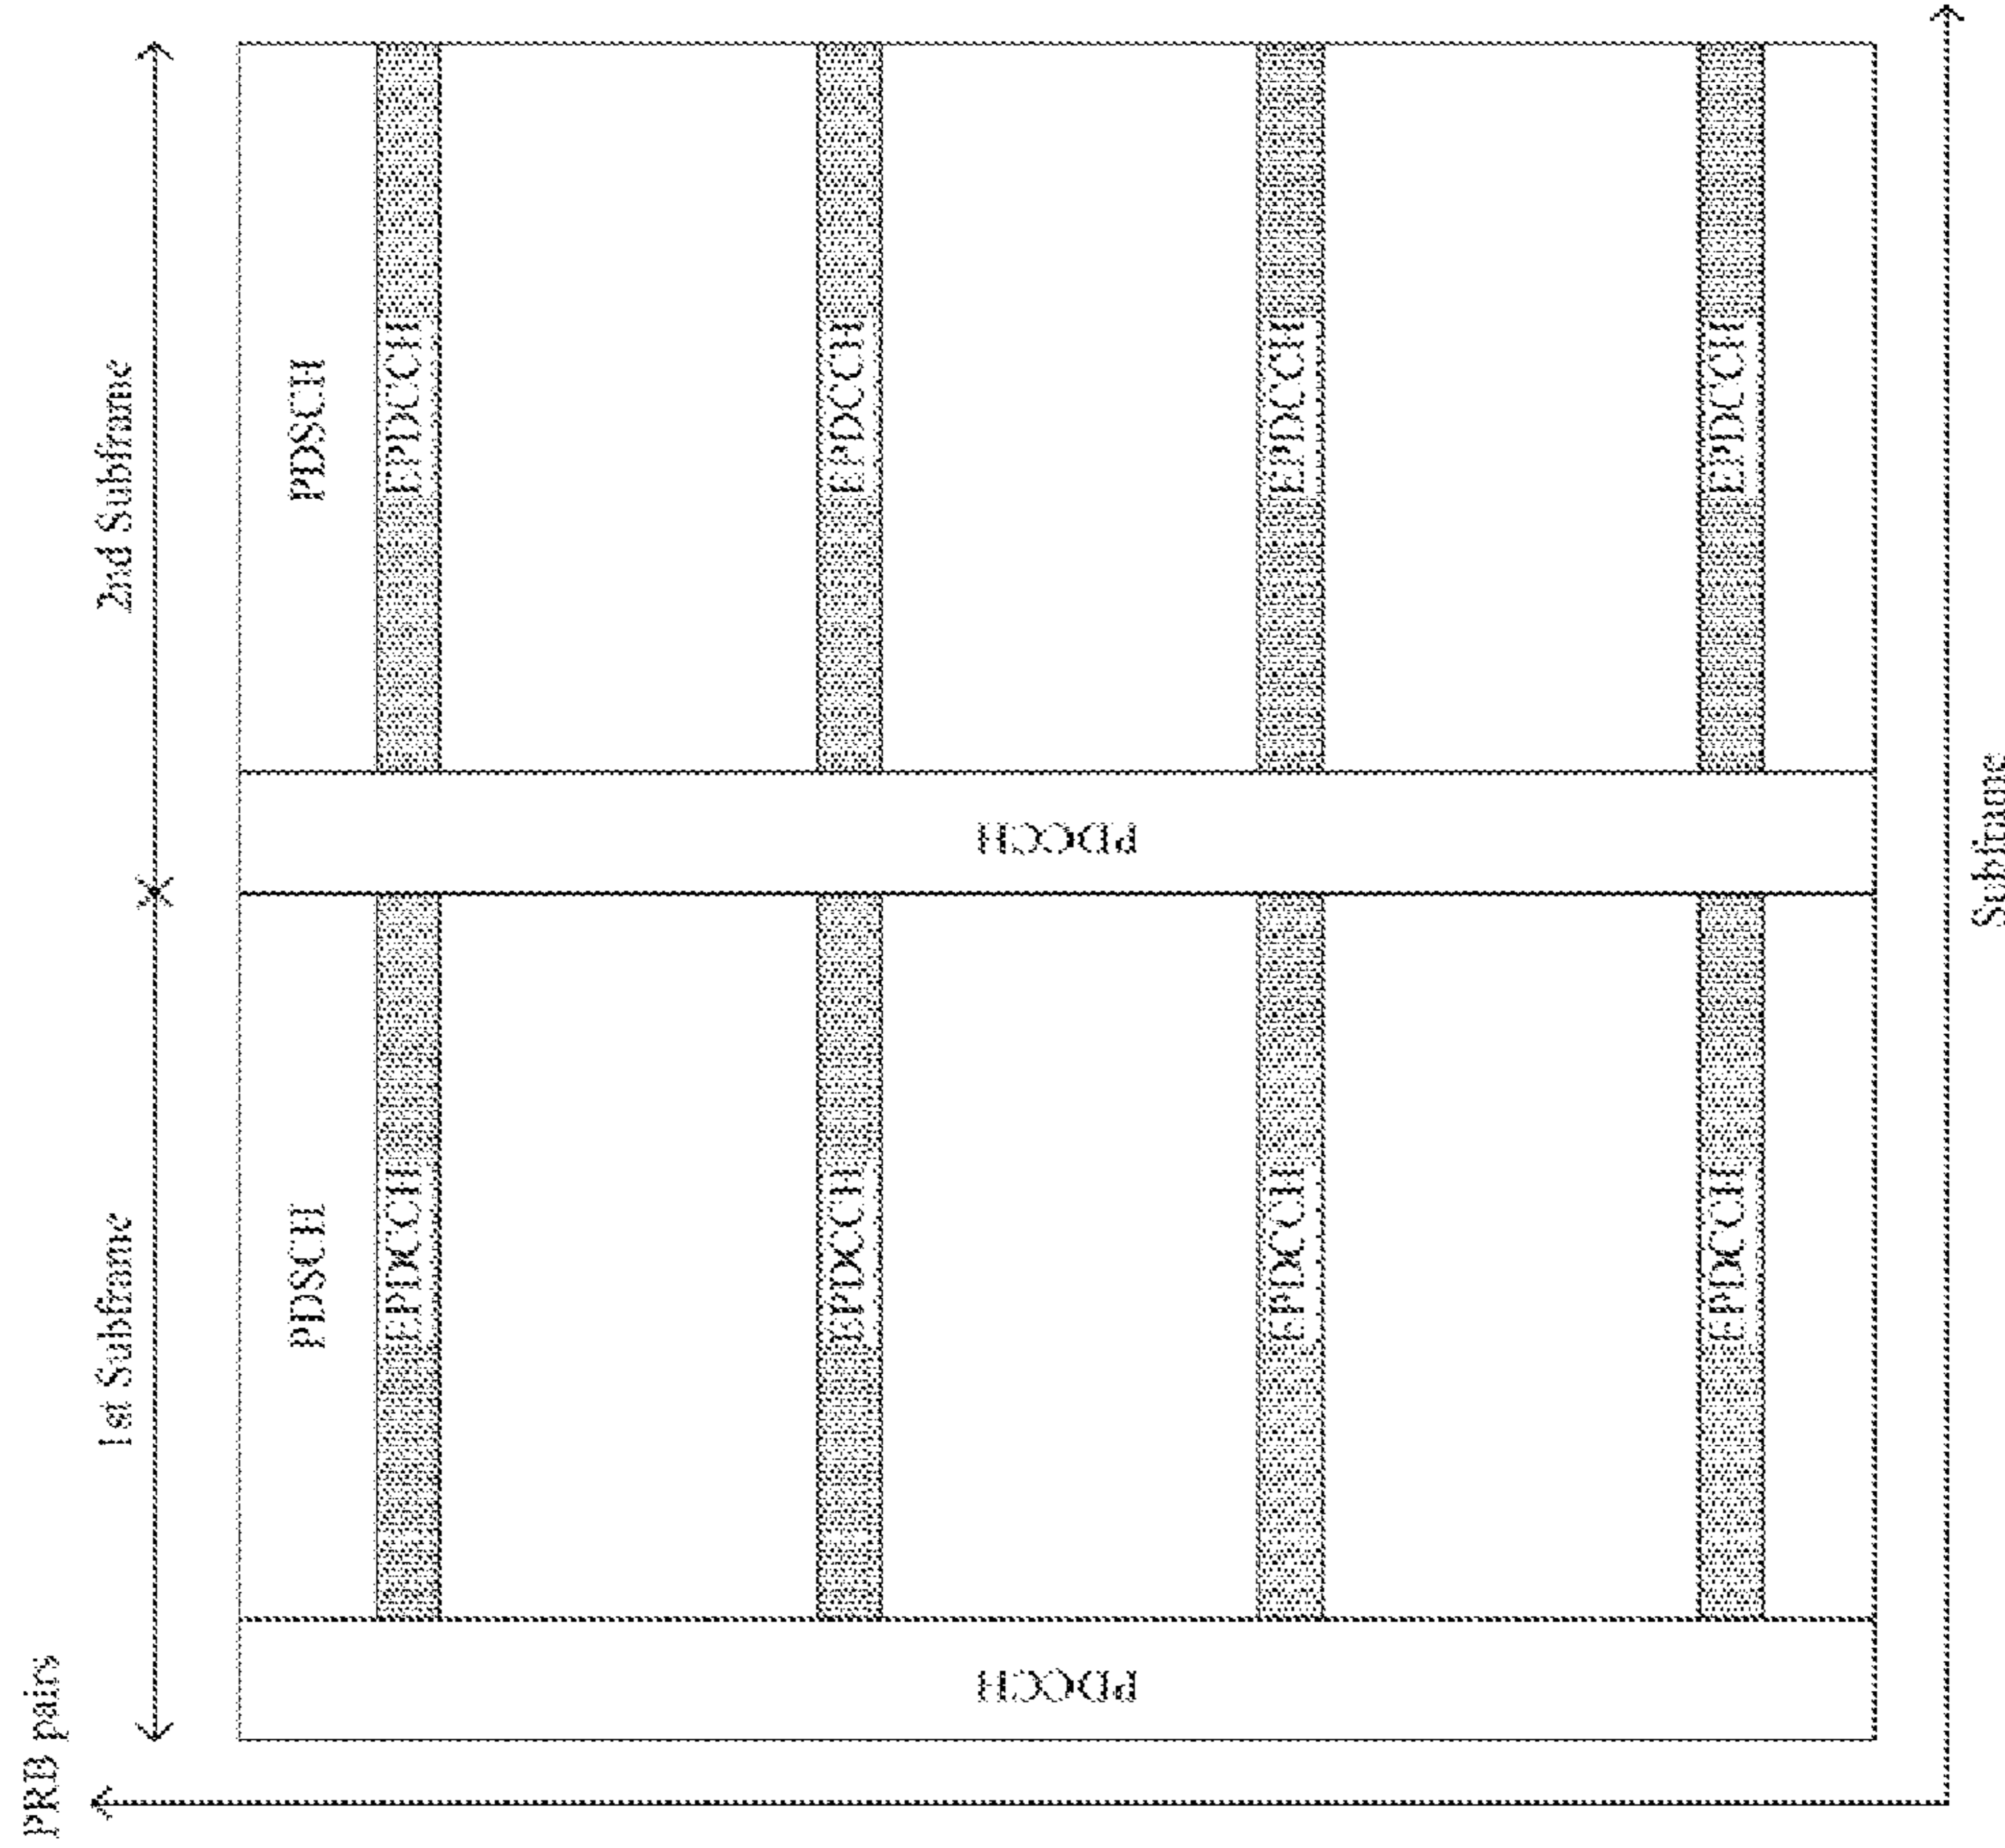 PRB pairs
1st Subframe
2nd Subframe
PDCCH
PDSCH
EPDCCH
EPDCCH
EPDCCH
EPDCCH
PDCCH
PDSCH
EPDCCH
EPDCCH
EPDCCH
EPDCCH
Subframe